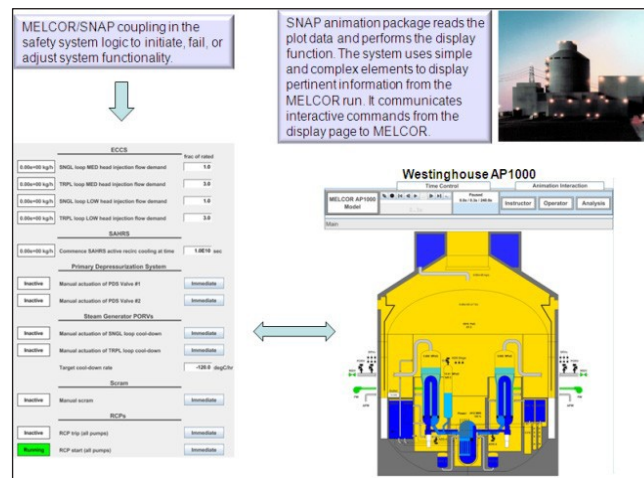 MELCOR/SNAP coupling in the
safety system logic to initiate, fail, or
adjust system functionality.
SNAP animation package reads the
plot data and performs the display
function. The system uses simple
and complex elements to display
pertinent information from the
MELCOR run. It communicates
interactive commands from the
display page to MELCOR.
ECCS
frac of rated
0.00e+00 kg/h SNGL loop MED head injection flow demand 1.0
0.00e+00 kg/h TRPL loop MED head injection flow demand 3.0
0.00e+00 kg/h SNGL loop LOW head injection flow demand 1.0
0.00e+00 kg/h TRPL loop LOW head injection flow demand 3.0
SAHRS
0.00e+00 kg/h Commence SAHRS active recirc cooling at time 1.0E10 sec
Primary Depressurization System
Inactive Manual actuation of PDS Valve #1 Immediate
Inactive Manual actuation of PDS Valve #2 Immediate
Steam Generator PORVs
Inactive Manual actuation of SNGL loop cool-down Immediate
Inactive Manual actuation of TRPL loop cool-down Immediate
Target cool-down rate -120.0 degC/hr
Scram
Inactive Manual scram Immediate
RCPs
Inactive RCP trip (all pumps) Immediate
Running RCP start (all pumps) Immediate
Westinghouse AP1000
Time Control Animation Interaction
MELCOR AP1000
Model
Paused
Instructor Operator Analysis
Main